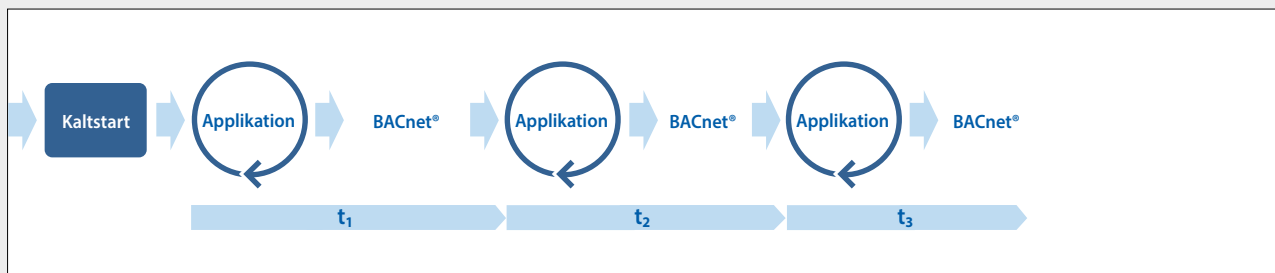 Kaltstart
Applikation
BACnet®
Applikation
BACnet®
Applikation
BACnet®
t₁
t₂
t₃